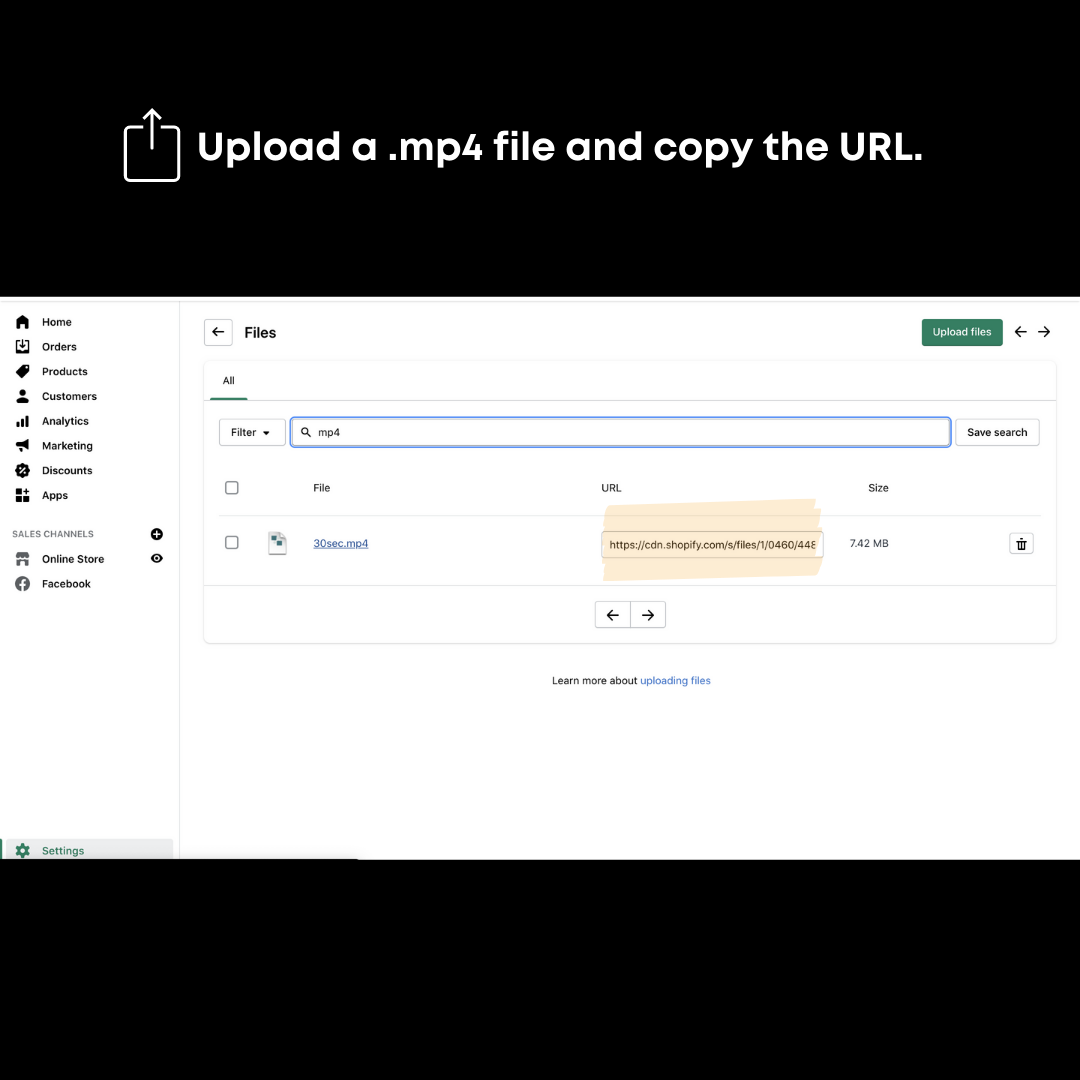 Upload a .mp4 file and copy the URL.
Home
Orders
Products
Customers
Analytics
Marketing
Discounts
Apps
SALES CHANNELS
Online Store
Facebook
Settings
Files
Upload files
All
Filter
mp4
Save search
File URL Size
30sec.mp4 https://cdn.shopify.com/s/files/1/0460/448 7.42 MB
Learn more about uploading files